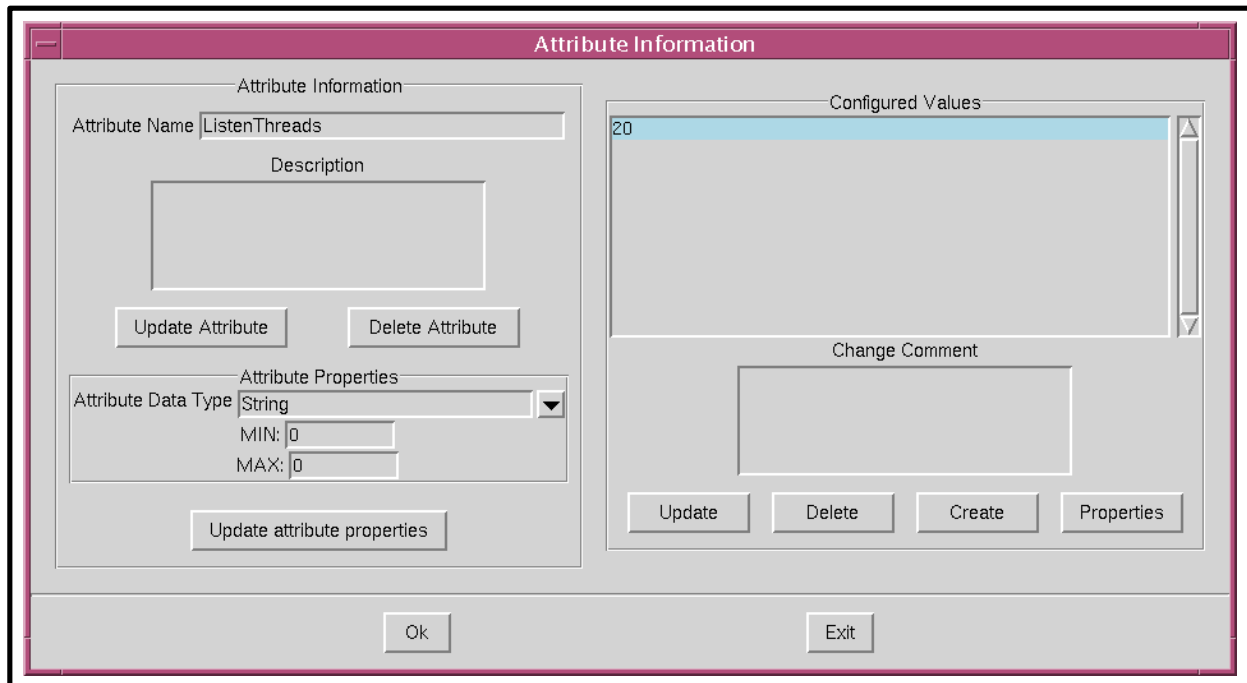 Attribute Information
Attribute Information
Attribute Name ListenThreads
Description
Update Attribute Delete Attribute
Attribute Properties
Attribute Data Type String
MIN: 0
MAX: 0
Update attribute properties
Configured Values
20
Change Comment
Update Delete Create Properties
Ok Exit